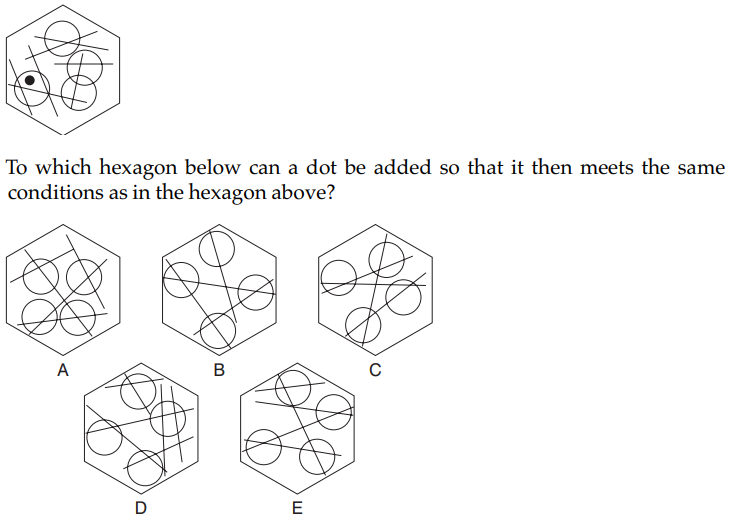 To which hexagon below can a dot be added so that it then meets the same
conditions as in the hexagon above?
A
B
C
D
E